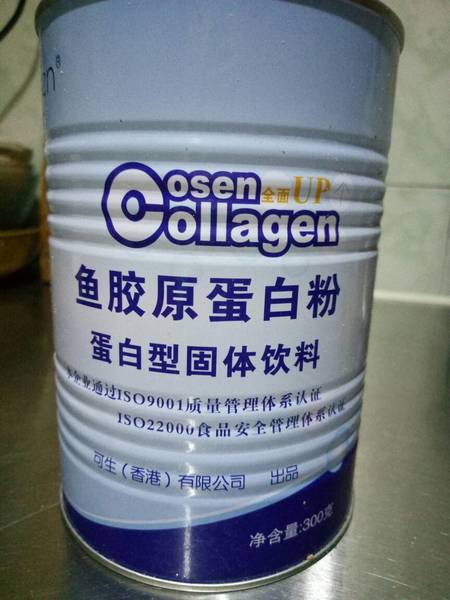 Cosen 全面UP
Collagen
鱼胶原蛋白粉
蛋白型固体饮料
企业通过ISO9001质量管理体系认证
ISO22000食品安全管理体系认证
可生(香港)有限公司 出品
净含量:300克